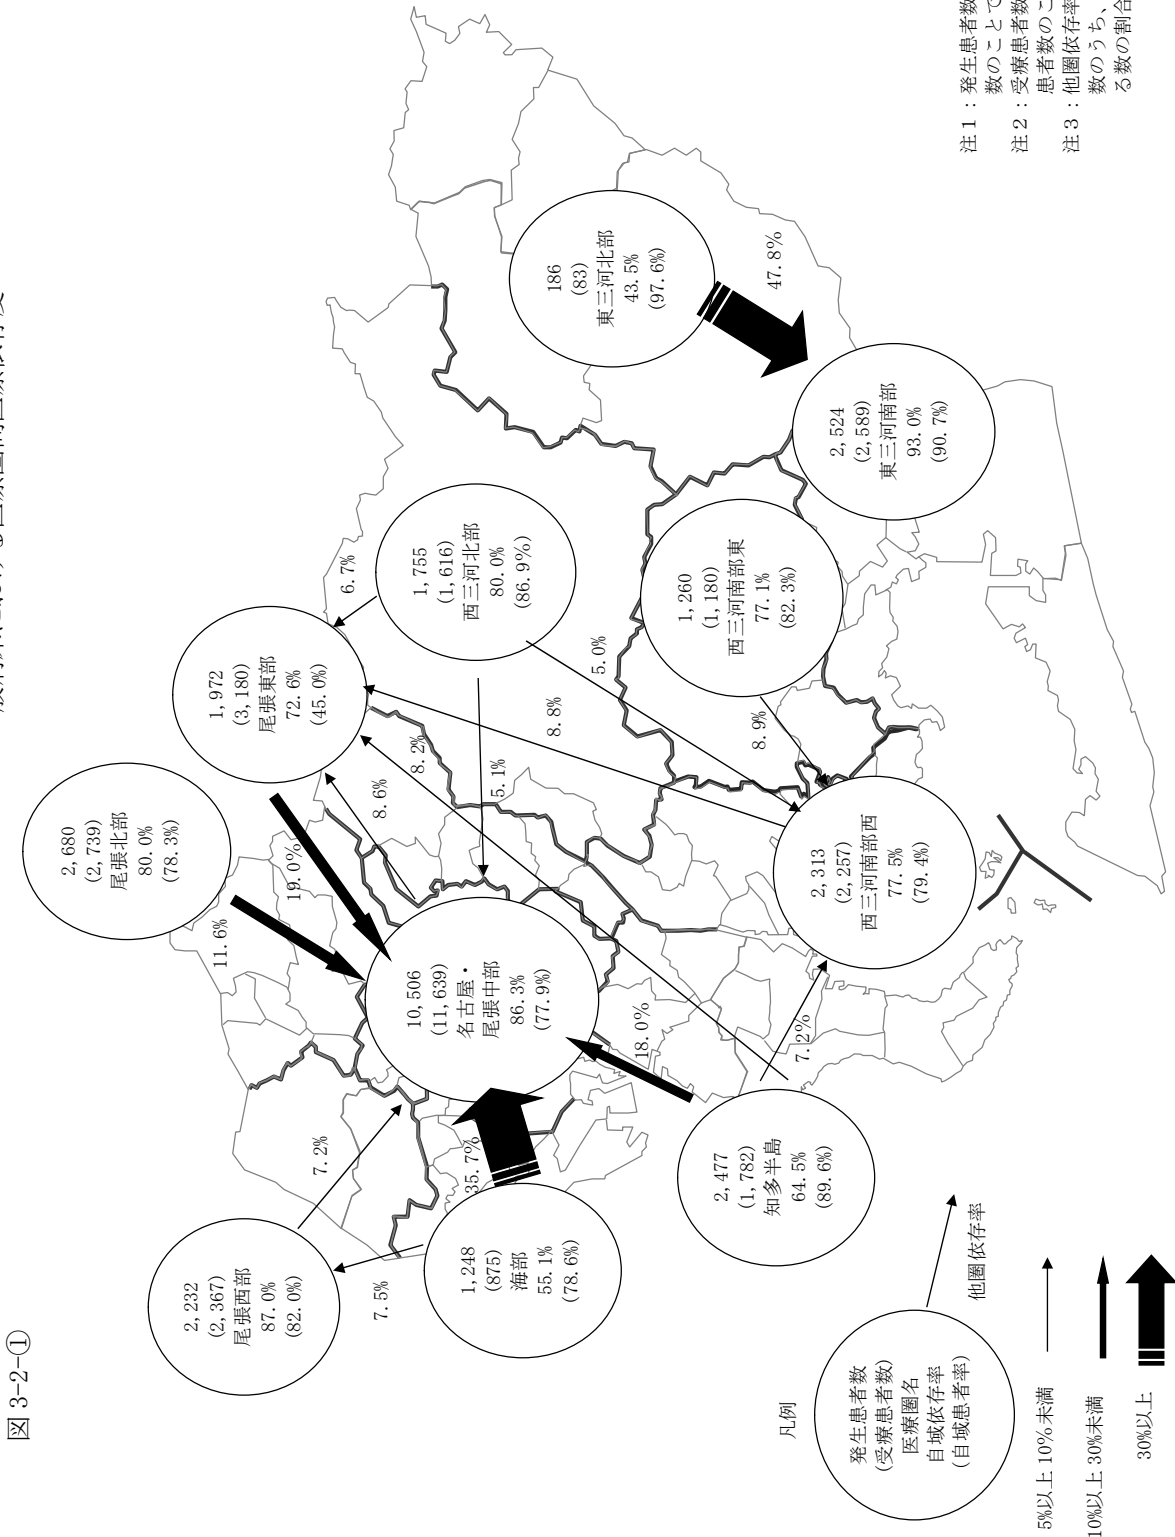 図 3-2-①
2,232
(2,367)
尾張西部
87.0%
(82.0%)
7.2%
7.5%
1,248
(875)
海部
55.1%
(78.6%)
35.7%
2,680
(2,739)
尾張北部
80.0%
(78.3%)
11.6%
19.0%
10,506
(11,639)
名古屋・
尾張中部
86.3%
(77.9%)
8.6%
8.2%
1,972
(3,180)
尾張東部
72.6%
(45.0%)
6.7%
5.1%
8.8%
5.0%
1,755
(1,616)
西三河北部
80.0%
(86.9%)
18.0%
7.2%
2,477
(1,782)
知多半島
64.5%
(89.6%)
2,313
(2,257)
西三河南部西
77.5%
(79.4%)
8.9%
1,260
(1,180)
西三河南部東
77.1%
(82.3%)
186
(83)
東三河北部
43.5%
(97.6%)
47.8%
2,524
(2,589)
東三河南部
93.0%
(90.7%)
凡例
発生患者数
(受療患者数)
医療圏名
自域依存率
(自域患者率)
他圏依存率
5%以上 10%未満
10%以上 30%未満
30%以上
注１：発生患者数
数のことで
注２：受療患者数
患者数のこ
注３：他圏依存率
数のうち、
る数の割合